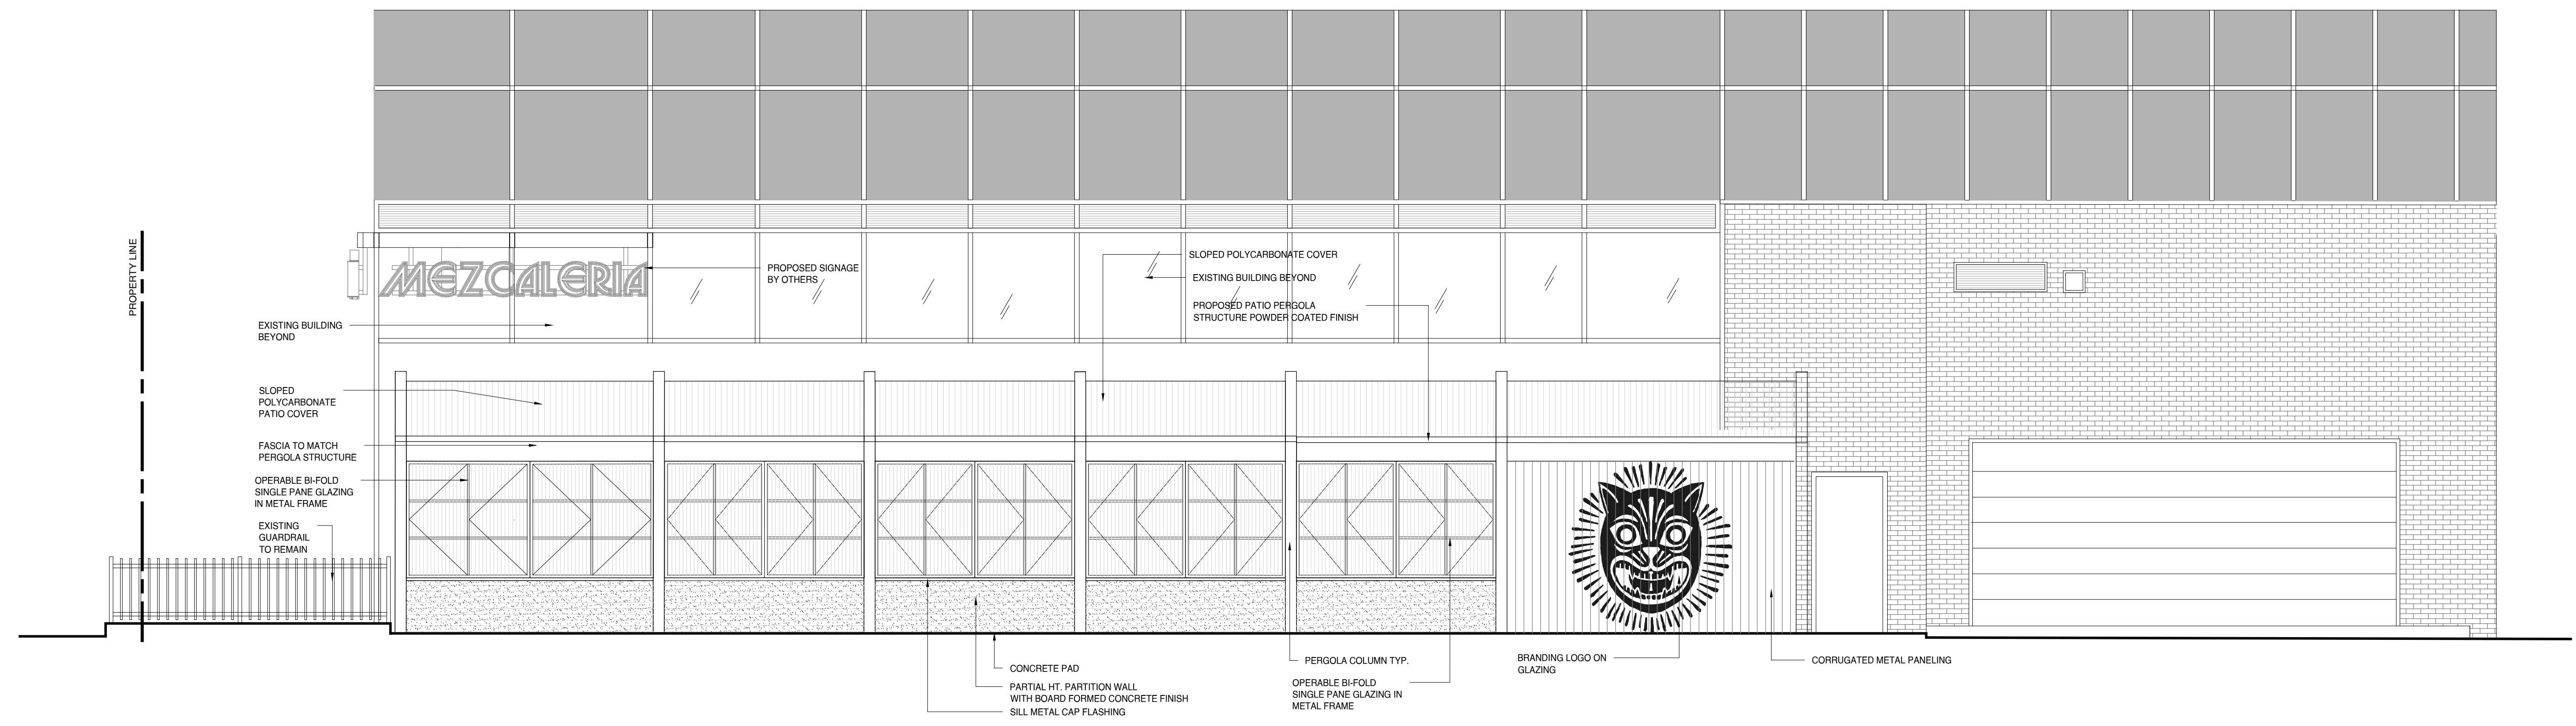 PROPERTY LINE
MEZCALERIA
PROPOSED SIGNAGE
BY OTHERS
SLOPED POLYCARBONATE COVER
EXISTING BUILDING BEYOND
PROPOSED PATIO PERGOLA
STRUCTURE POWDER COATED FINISH
EXISTING BUILDING
BEYOND
SLOPED
POLYCARBONATE
PATIO COVER
FASCIA TO MATCH
PERGOLA STRUCTURE
OPERABLE BI-FOLD
SINGLE PANE GLAZING
IN METAL FRAME
EXISTING
GUARDRAIL
TO REMAIN
CONCRETE PAD
PARTIAL HT. PARTITION WALL
WITH BOARD FORMED CONCRETE FINISH
SILL METAL CAP FLASHING
PERGOLA COLUMN TYP.
OPERABLE BI-FOLD
SINGLE PANE GLAZING IN
METAL FRAME
BRANDING LOGO ON
GLAZING
CORRUGATED METAL PANELING